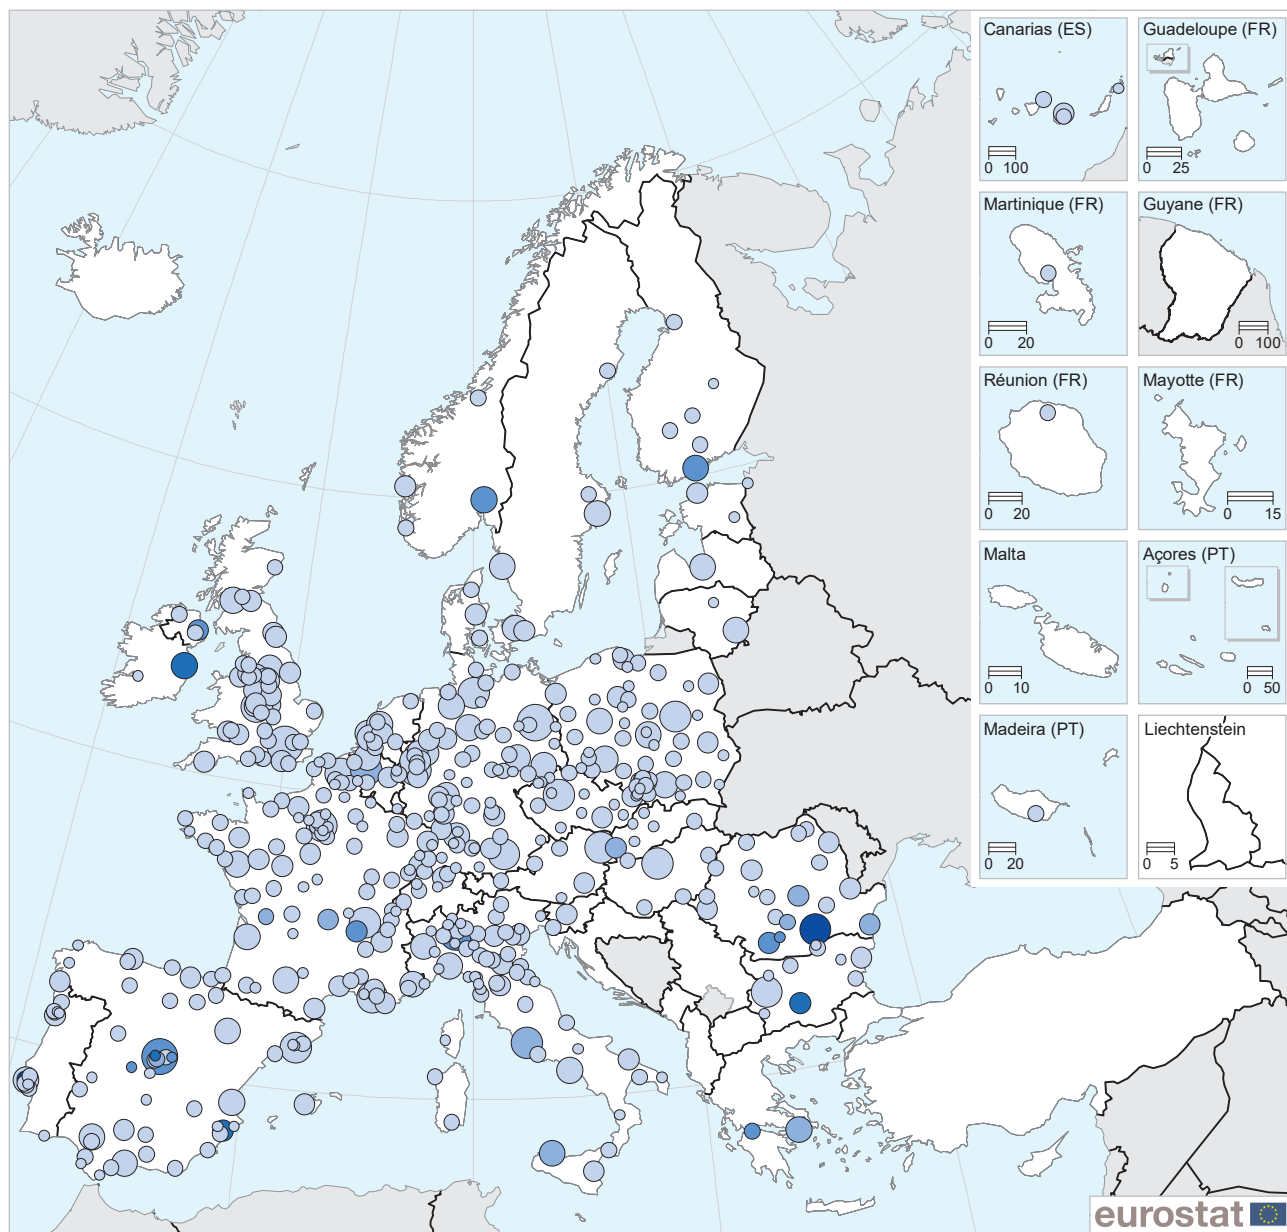 Canarias (ES)
0 100
Guadeloupe (FR)
0 25
Martinique (FR)
0 20
Guyane (FR)
0 100
Réunion (FR)
0 20
Mayotte (FR)
0 15
Malta
0 10
Açores (PT)
0 50
Madeira (PT)
0 20
Liechtenstein
0 5
eurostat